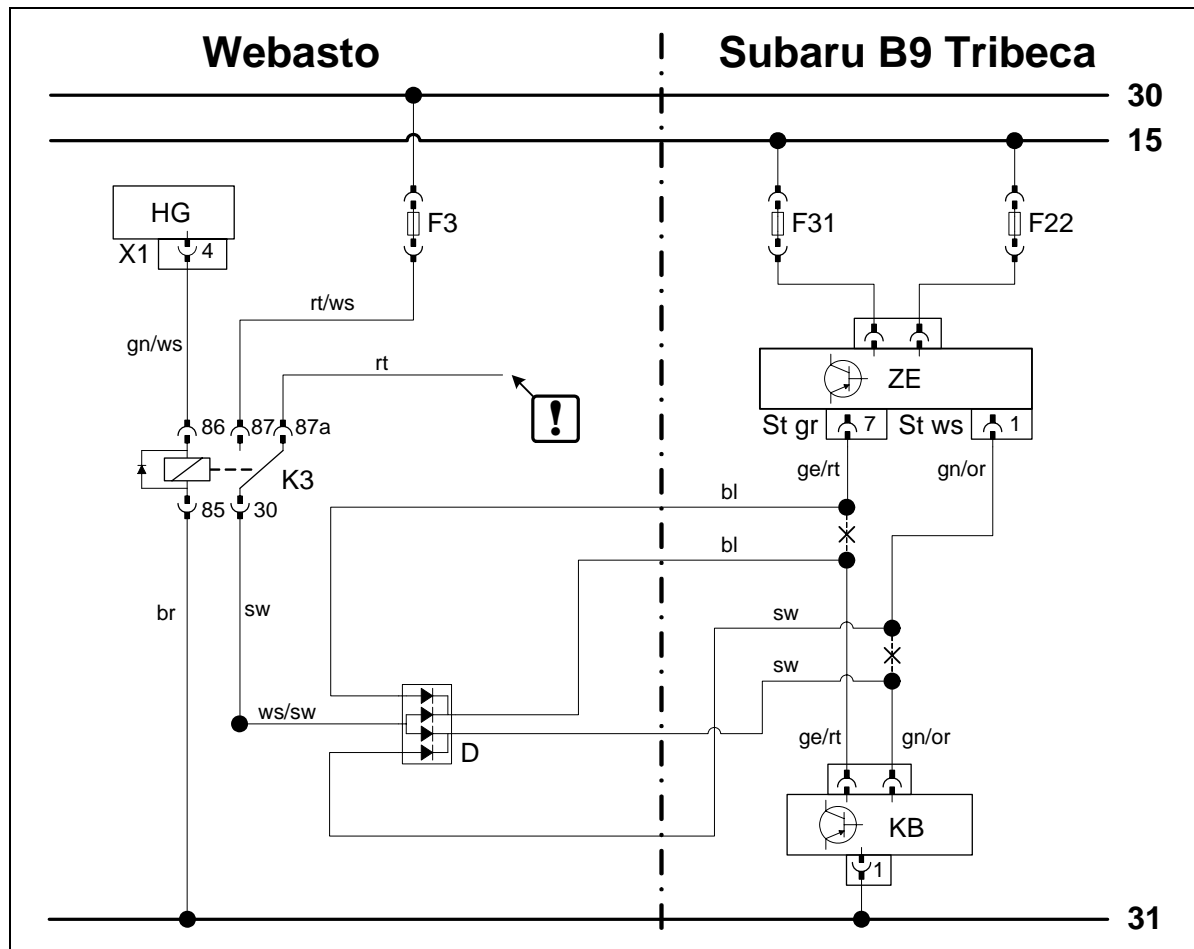 Webasto
Subaru B9 Tribeca
30
15
HG
X1 4
F3
F31
F22
rt/ws
gn/ws
rt
ZE
!
86 87 87a
St gr 7 St ws 1
K3
ge/rt gn/or
85 30
bl
bl
br sw
sw
sw
ws/sw
D
ge/rt gn/or
KB
1
31